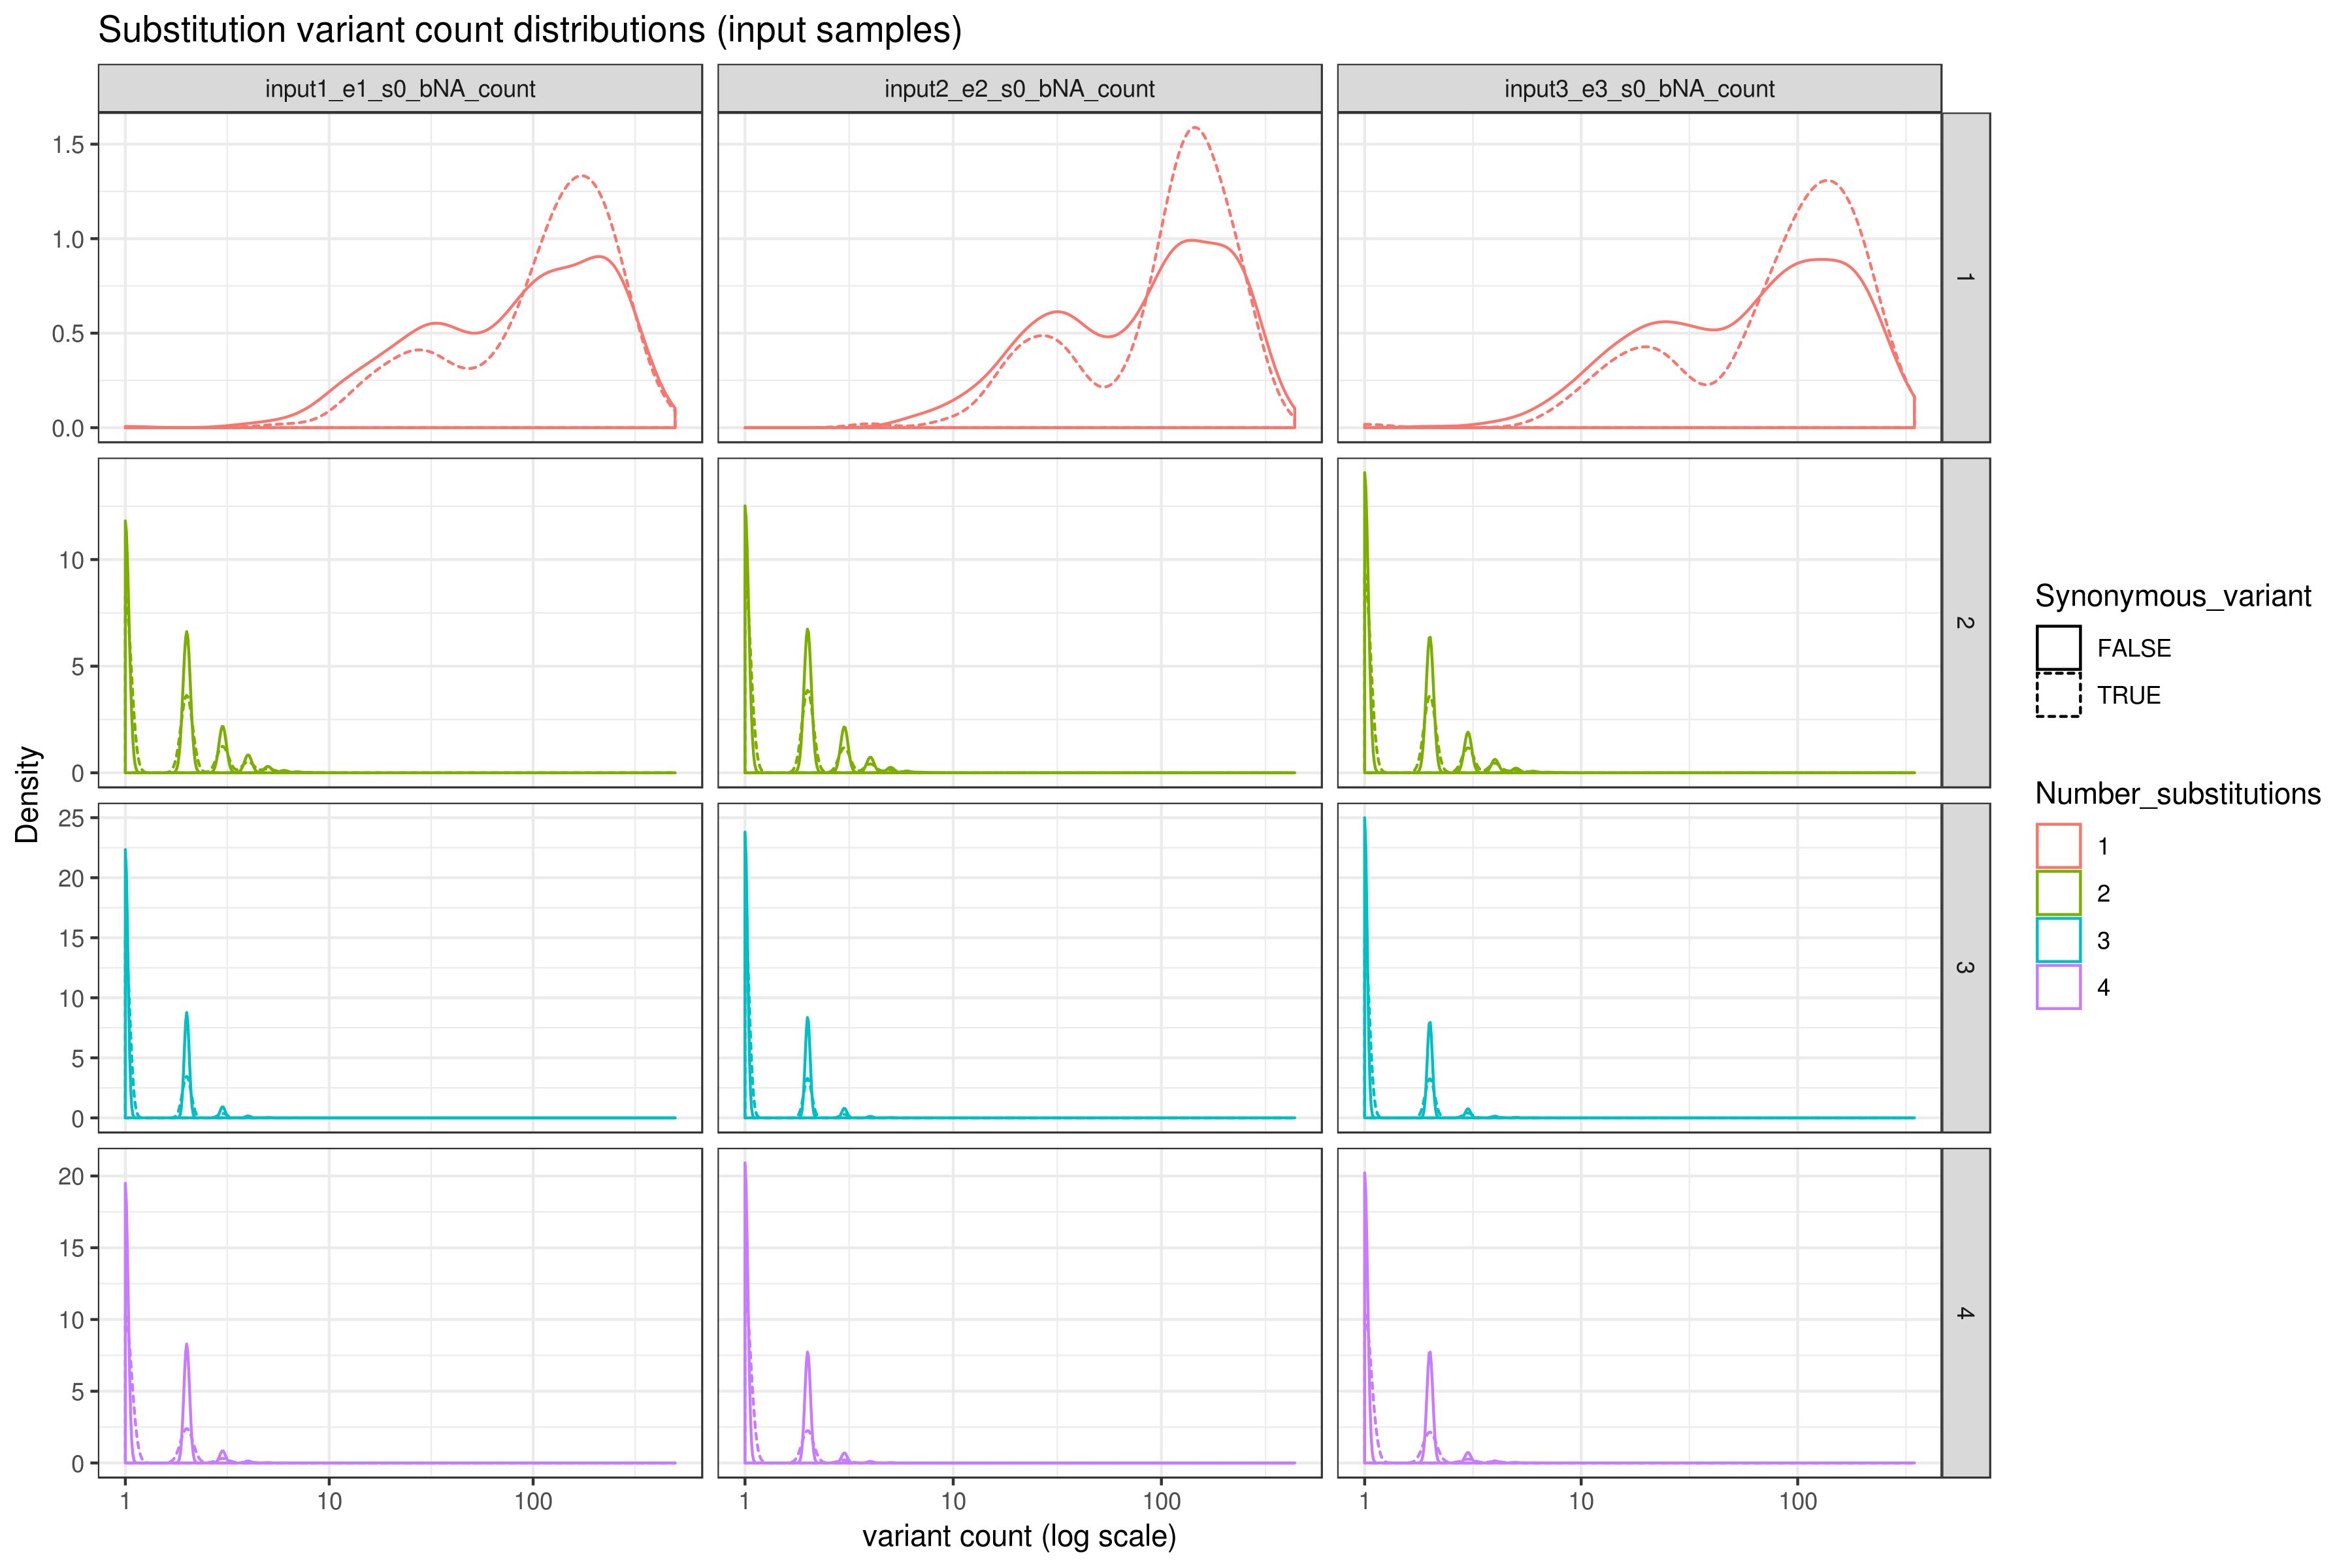 Substitution variant count distributions (input samples)
input1_e1_s0_bNA_count
input2_e2_s0_bNA_count
input3_e3_s0_bNA_count
1.5
1.0
0.5
0.0
1
10
5
0
2
25
20
15
10
5
0
3
20
15
10
5
0
4
1 10 100
1 10 100
1 10 100
variant count (log scale)
Density
Synonymous_variant
FALSE
TRUE
Number_substitutions
1
2
3
4